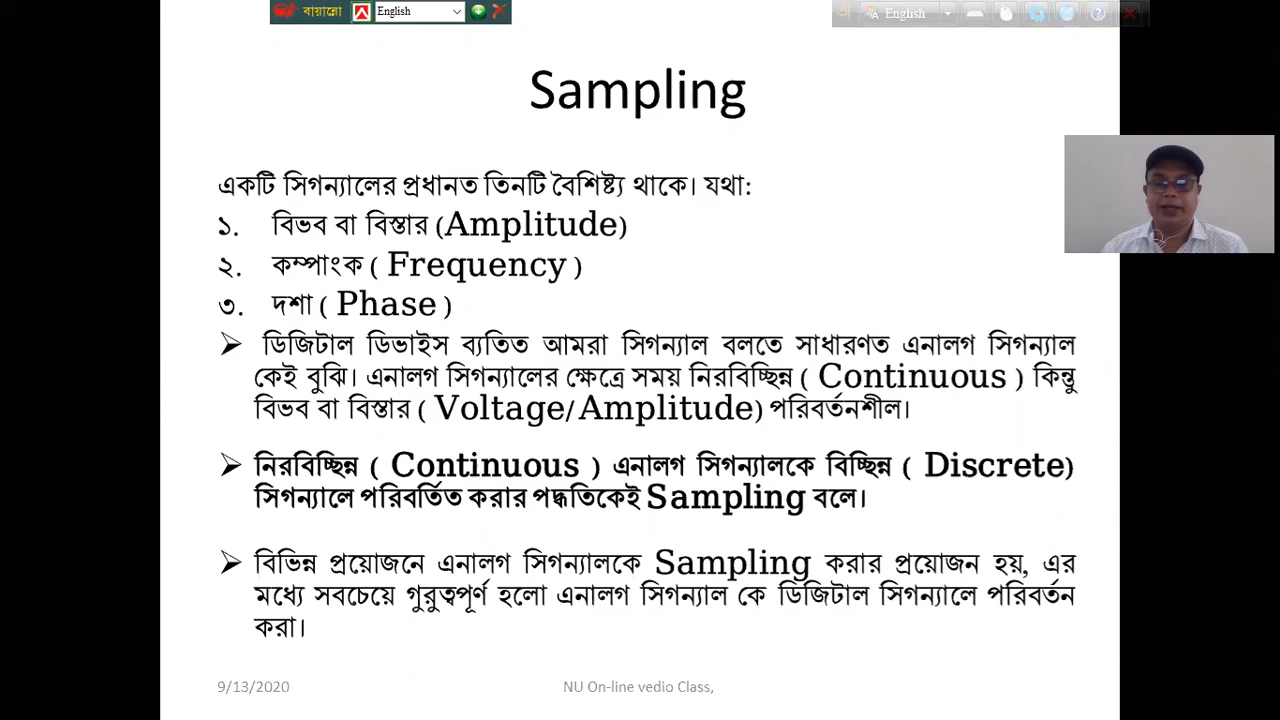 বায়ান্নো English
English
Sampling
একটি সিগন্যালের প্রধানত তিনটি বৈশিষ্ট্য থাকে। যথা:
১. বিভব বা বিস্তার (Amplitude)
২. কম্পাংক ( Frequency )
৩. দশা ( Phase )
➢ ডিজিটাল ডিভাইস ব্যতিত আমরা সিগন্যাল বলতে সাধারণত এনালগ সিগন্যাল
কেই বুঝি। এনালগ সিগন্যালের ক্ষেত্রে সময় নিরবিচ্ছিন্ন ( Continuous ) কিন্তু
বিভব বা বিস্তার ( Voltage/Amplitude) পরিবর্তনশীল।
➢ নিরবিচ্ছিন্ন ( Continuous ) এনালগ সিগন্যালকে বিচ্ছিন্ন ( Discrete)
সিগন্যালে পরিবর্তিত করার পদ্ধতিকেই Sampling বলে।
➢ বিভিন্ন প্রয়োজনে এনালগ সিগন্যালকে Sampling করার প্রয়োজন হয়, এর
মধ্যে সবচেয়ে গুরুত্বপূর্ণ হলো এনালগ সিগন্যাল কে ডিজিটাল সিগন্যালে পরিবর্তন
করা।
9/13/2020 NU On-line vedio Class,